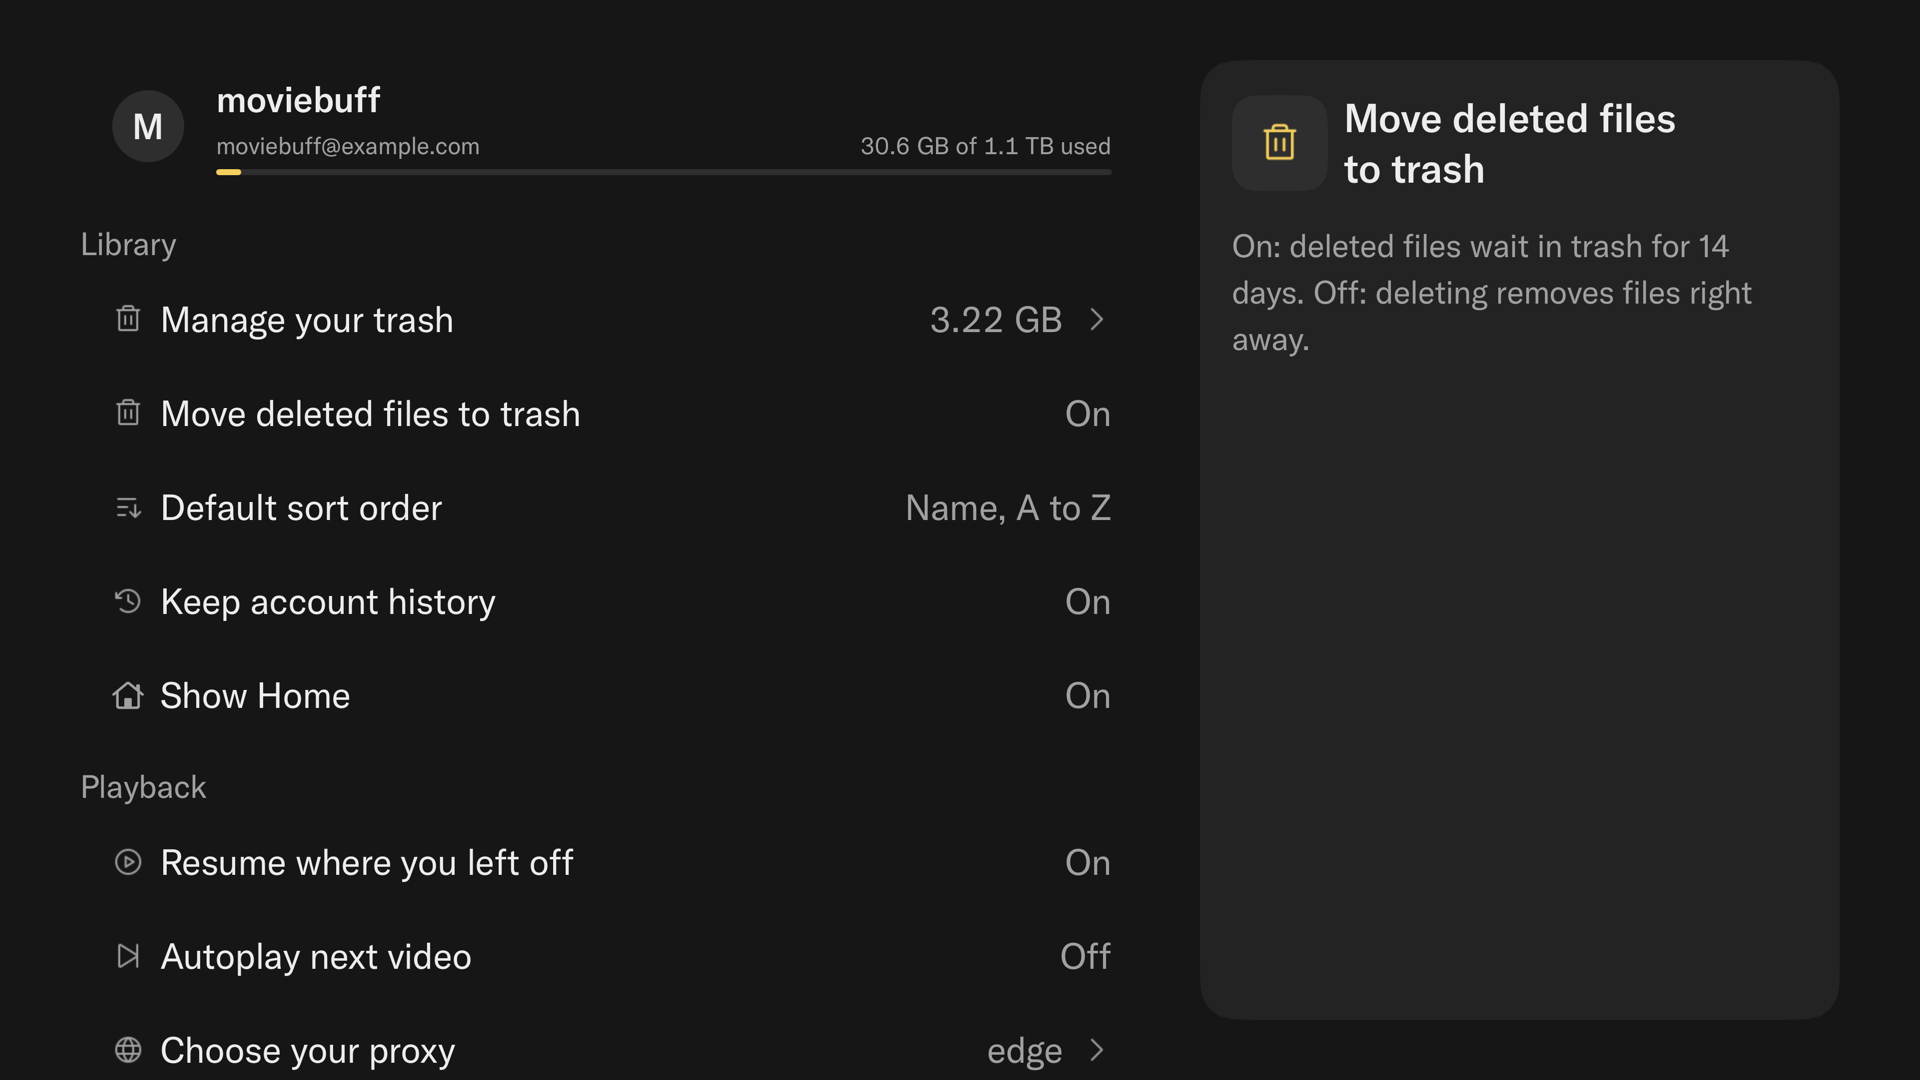 M
moviebuff
moviebuff@example.com
30.6 GB of 1.1 TB used
Library
Manage your trash
3.22 GB
Move deleted files to trash
On
Default sort order
Name, A to Z
Keep account history
On
Show Home
On
Playback
Resume where you left off
On
Autoplay next video
Off
Choose your proxy
edge
Move deleted files
to trash
On: deleted files wait in trash for 14
days. Off: deleting removes files right
away.